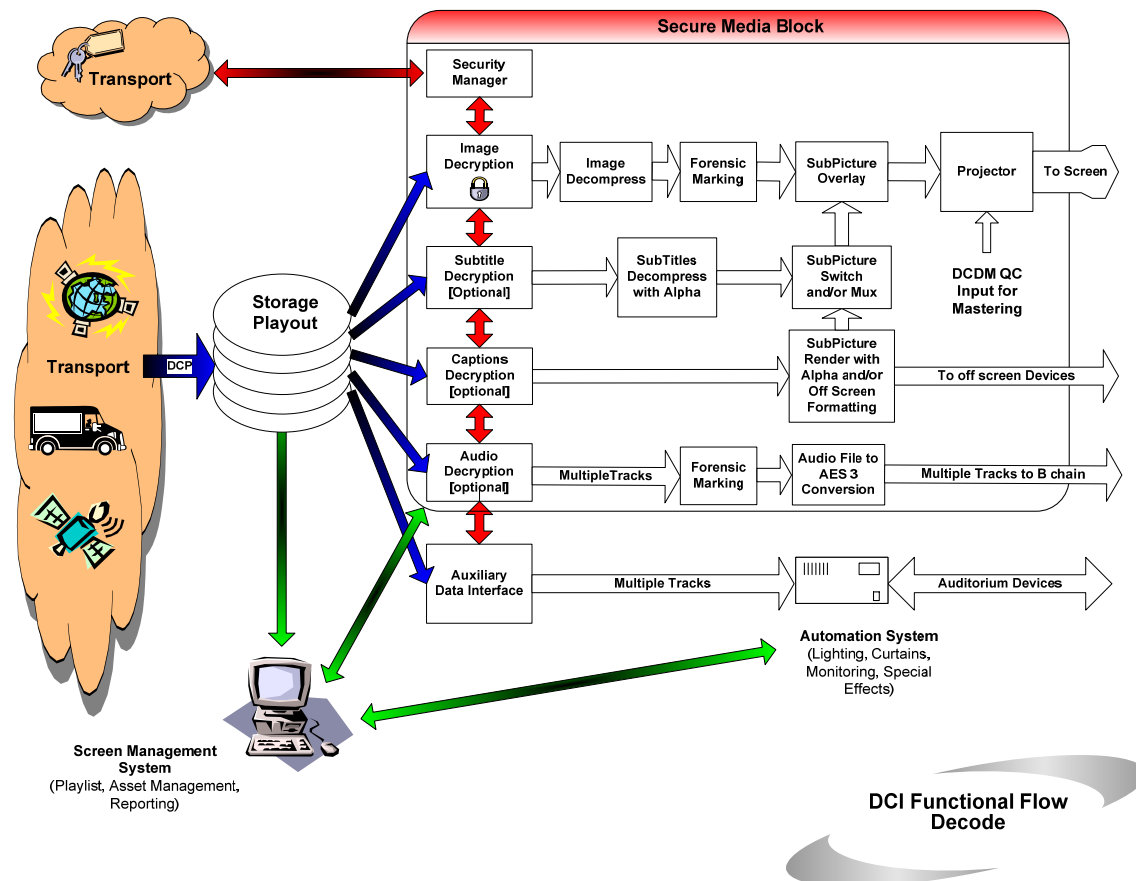 Secure Media Block
Transport
Security
Manager
Image
Decryption
Image
Decompress
Forensic
Marking
SubPicture
Overlay
Projector
To Screen
Subtitle
Decryption
[Optional]
SubTitles
Decompress
with Alpha
SubPicture
Switch
and/or Mux
DCDM QC
Input for
Mastering
Storage
Playout
Transport
DCP
Captions
Decryption
[optional]
SubPicture
Render with
Alpha and/or
Off Screen
Formatting
To off screen Devices
Audio
Decryption
[optional]
MultipleTracks
Forensic
Marking
Audio File to
AES 3
Conversion
Multiple Tracks to B chain
Auxiliary
Data Interface
Multiple Tracks
Auditorium Devices
Automation System
(Lighting, Curtains,
Monitoring, Special
Effects)
Screen Management
System
(Playlist, Asset Management,
Reporting)
DCI Functional Flow
Decode